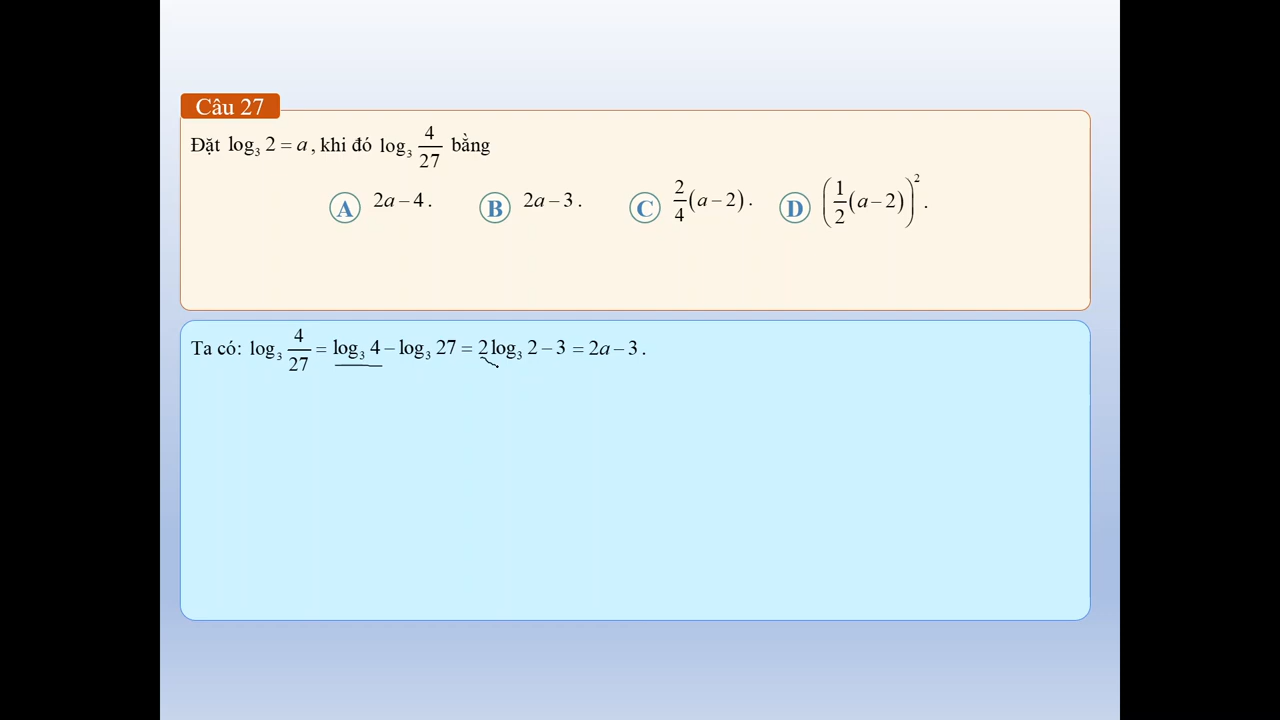 Câu 27
Đặt log₃ 2 = a, khi đó log₃ 4/27 bằng
A 2a – 4. B 2a – 3. C 2/4 (a – 2). D (1/2 (a – 2))².
Ta có: log₃ 4/27 = log₃ 4 – log₃ 27 = 2log₃ 2 – 3 = 2a – 3.